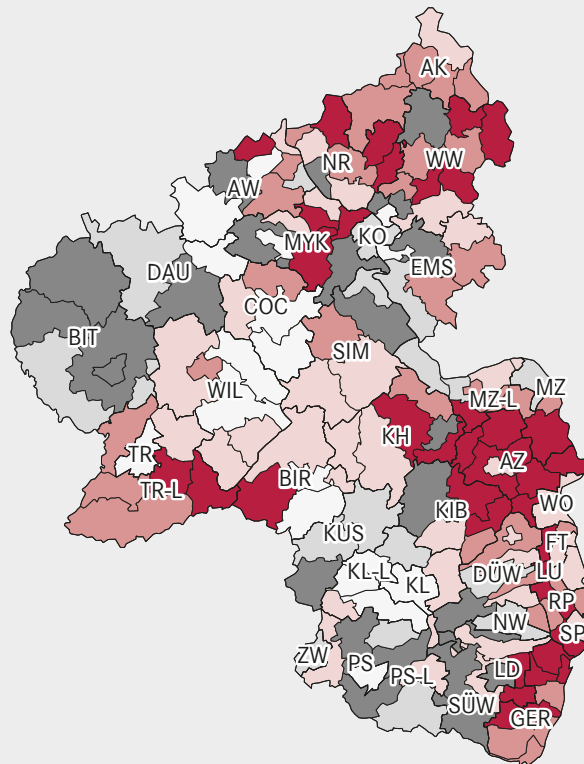 AK
NR
WW
AW
KO
MYK
EMS
DAU
COC
BIT
SIM
WIL
MZ-L
MZ
KH
AZ
TR
TR-L
BIR
WO
KIB
KUS
FT
KL-L
KL
DÜW
LU
RP
NW
SP
ZW
PS
PS-L
LD
SÜW
GER